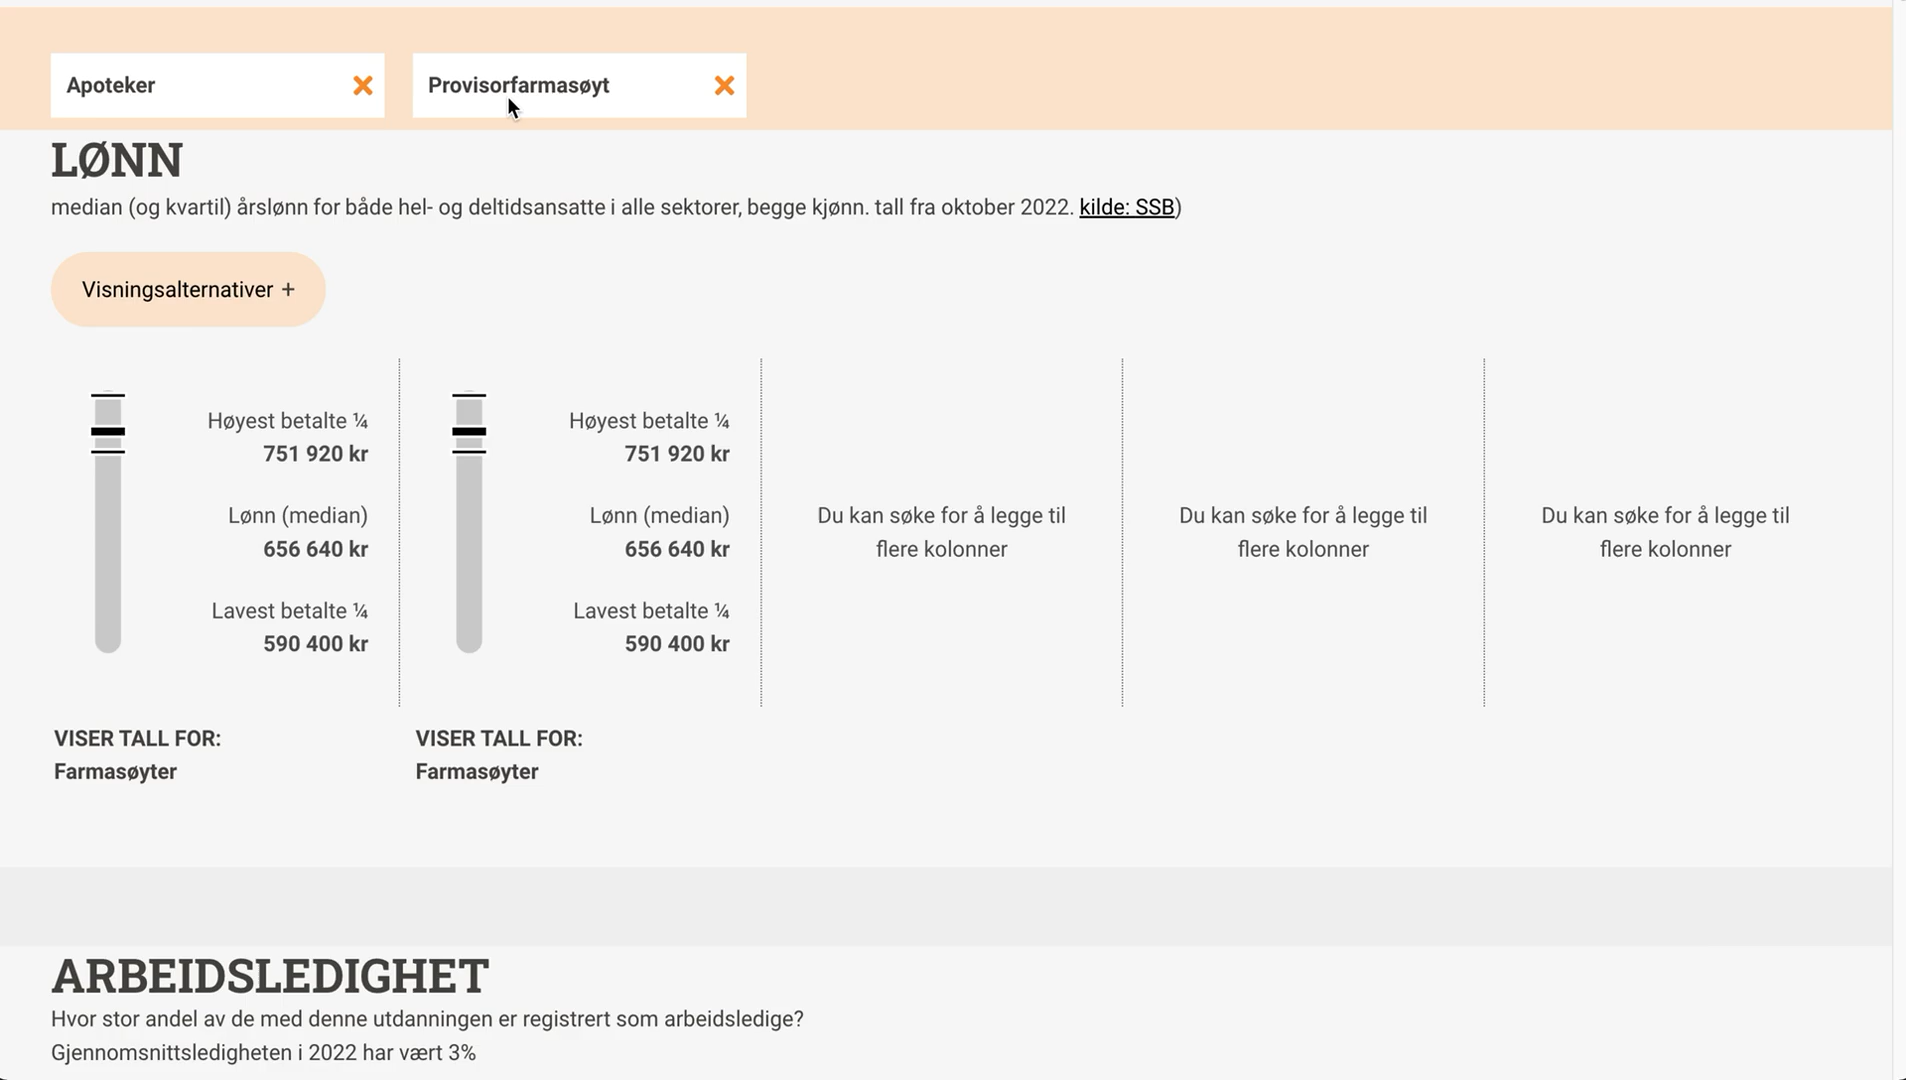 Apoteker
Provisorfarmasøyt
LØNN
median (og kvartil) årslønn for både hel- og deltidsansatte i alle sektorer, begge kjønn. tall fra oktober 2022. kilde: SSB)
Visningsalternativer +
Høyest betalte ¼
751 920 kr
Lønn (median)
656 640 kr
Lavest betalte ¼
590 400 kr
Høyest betalte ¼
751 920 kr
Lønn (median)
656 640 kr
Lavest betalte ¼
590 400 kr
Du kan søke for å legge til
flere kolonner
Du kan søke for å legge til
flere kolonner
Du kan søke for å legge til
flere kolonner
VISER TALL FOR:
Farmasøyter
VISER TALL FOR:
Farmasøyter
ARBEIDSLEDIGHET
Hvor stor andel av de med denne utdanningen er registrert som arbeidsledige?
Gjennomsnittsledigheten i 2022 har vært 3%